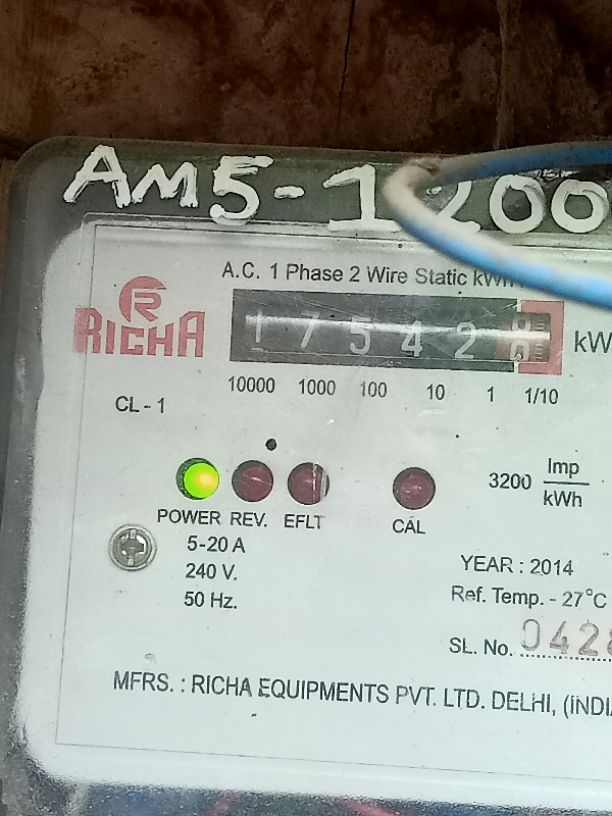 AM5-1200
A.C. 1 Phase 2 Wire Static kWh
RICHA
1 7 5 4 2 8 kW
10000 1000 100 10 1 1/10
CL - 1
3200 Imp/kWh
POWER REV. EFLT CAL
5-20 A
240 V.
50 Hz.
YEAR : 2014
Ref. Temp. - 27°C
SL. No. 042
MFRS. : RICHA EQUIPMENTS PVT. LTD. DELHI, (INDI